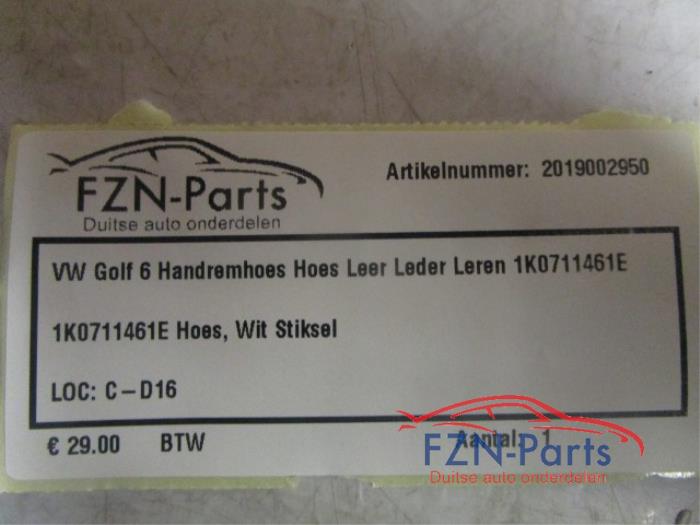 FZN-Parts
Duitse auto onderdelen
Artikelnummer: 2019002950
VW Golf 6 Handremhoes Hoes Leer Leder Leren 1K0711461E
1K0711461E Hoes, Wit Stiksel
LOC: C-D16
€ 29.00 BTW Aantal: 1
FZN-Parts
Duitse auto onderdelen